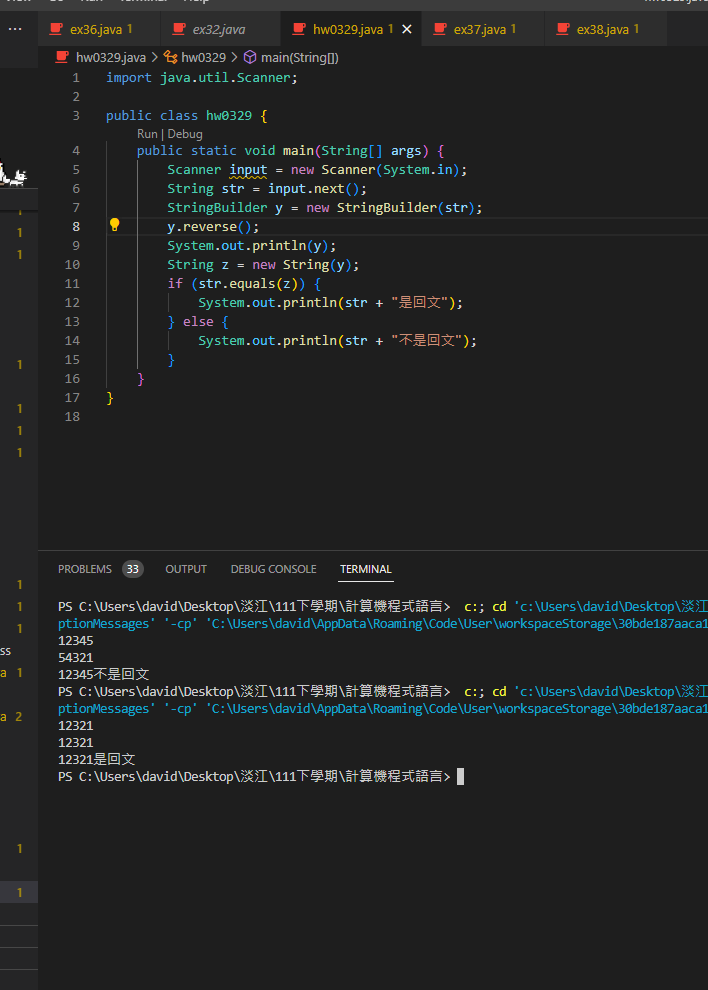 ex36.java 1
ex32.java
hw0329.java 1
ex37.java 1
ex38.java 1
hw0329.java > hw0329 > main(String[])
1 import java.util.Scanner;
2
3 public class hw0329 {
Run | Debug
4 public static void main(String[] args) {
5 Scanner input = new Scanner(System.in);
6 String str = input.next();
7 StringBuilder y = new StringBuilder(str);
8 y.reverse();
9 System.out.println(y);
10 String z = new String(y);
11 if (str.equals(z)) {
12 System.out.println(str + "是回文");
13 } else {
14 System.out.println(str + "不是回文");
15 }
16 }
17 }
18
1
1
1
1
1
1
1
1
1
1
ss
a 1
a 2
1
1
PROBLEMS 33 OUTPUT DEBUG CONSOLE TERMINAL
PS C:\Users\david\Desktop\淡江\111下學期\計算機程式語言> c:; cd 'c:\Users\david\Desktop\淡江
ptionMessages' '-cp' 'C:\Users\david\AppData\Roaming\Code\User\workspaceStorage\30bde187aaca1
12345
54321
12345不是回文
PS C:\Users\david\Desktop\淡江\111下學期\計算機程式語言> c:; cd 'c:\Users\david\Desktop\淡江
ptionMessages' '-cp' 'C:\Users\david\AppData\Roaming\Code\User\workspaceStorage\30bde187aaca1
12321
12321
12321是回文
PS C:\Users\david\Desktop\淡江\111下學期\計算機程式語言>